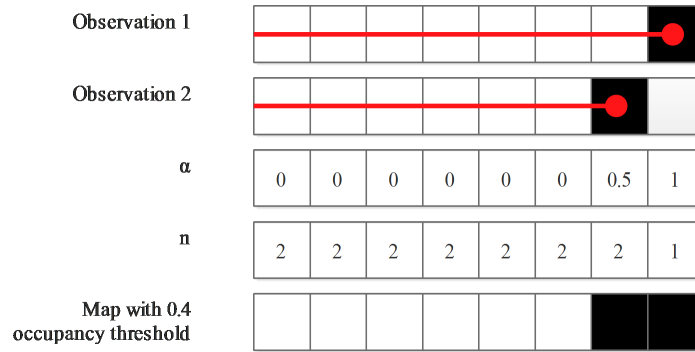 Observation 1
Observation 2
α 0 0 0 0 0 0 0.5 1
n 2 2 2 2 2 2 2 1
Map with 0.4
occupancy threshold